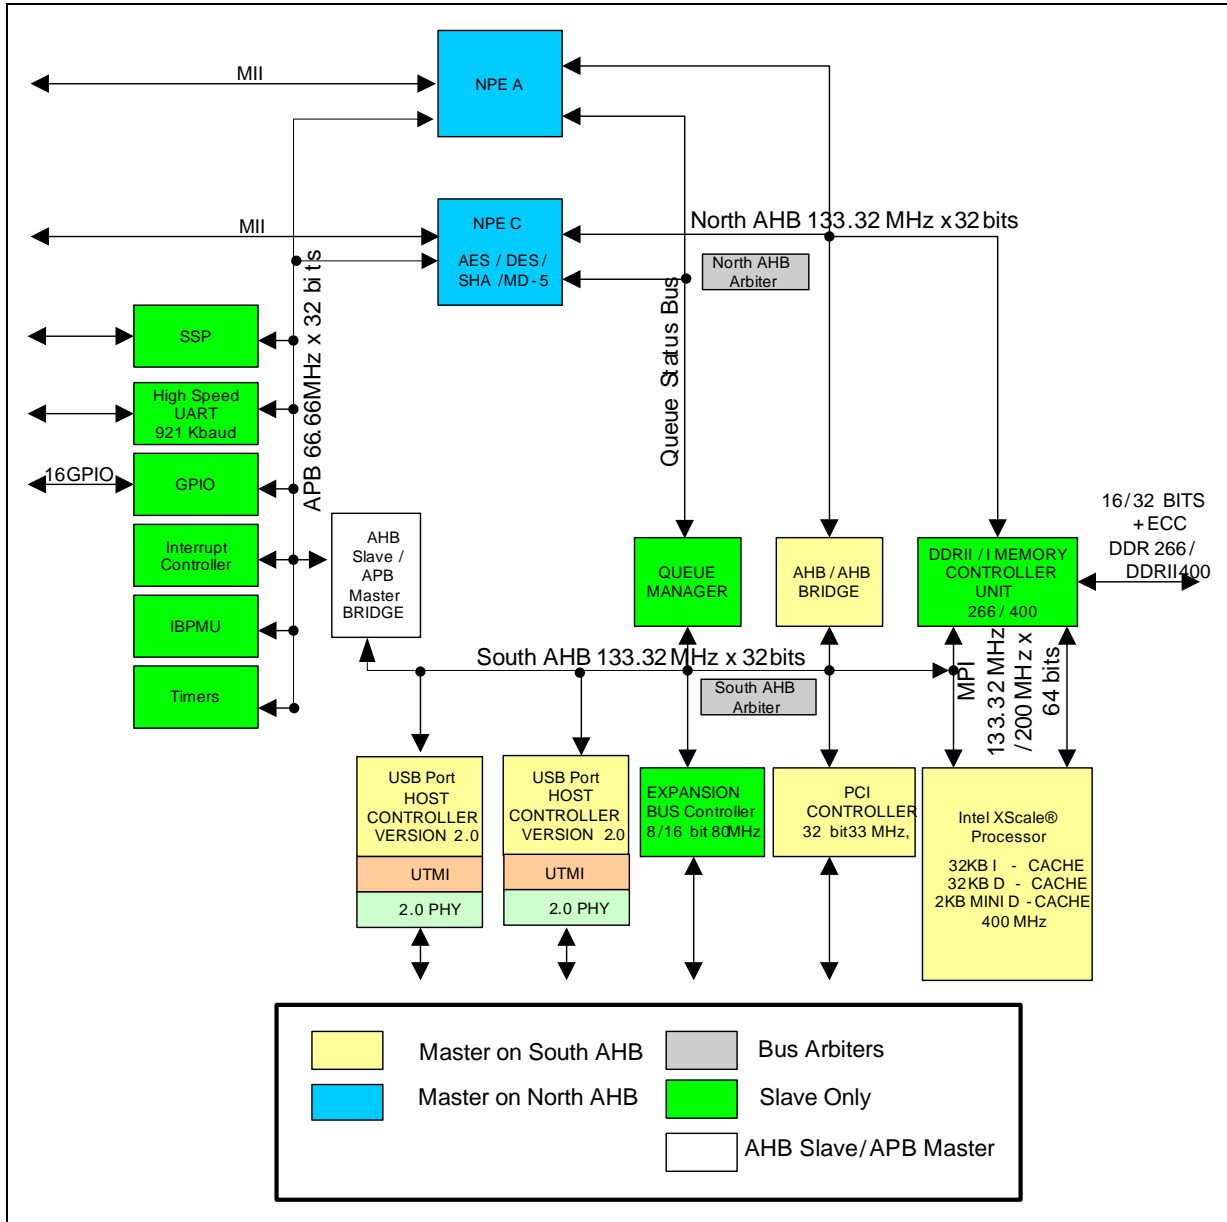 MII
NPE A
MII
NPE C
AES / DES /
SHA / MD - 5
North AHB 133.32 MHz x 32 bits
North AHB
Arbiter
Queue Status Bus
APB 66.66MHz x 32 bits
SSP
High Speed
UART
921 Kbaud
16GPIO
GPIO
Interrupt
Controller
IBPMU
Timers
AHB
Slave /
APB
Master
BRIDGE
QUEUE
MANAGER
AHB / AHB
BRIDGE
DDRII / I MEMORY
CONTROLLER
UNIT
266 / 400
16/32 BITS
+ECC
DDR 266 /
DDRII 400
South AHB 133.32 MHz x 32bits
South AHB
Arbiter
MPI
133.32 MHz
/ 200 MHz x
64 bits
USB Port
HOST
CONTROLLER
VERSION 2.0
UTMI
2.0 PHY
USB Port
HOST
CONTROLLER
VERSION 2.0
UTMI
2.0 PHY
EXPANSION
BUS Controller
8/16 bit 80MHz
PCI
CONTROLLER
32 bit33 MHz,
Intel XScale®
Processor
32KB I - CACHE
32KB D - CACHE
2KB MINI D - CACHE
400 MHz
Master on South AHB
Master on North AHB
Bus Arbiters
Slave Only
AHB Slave/APB Master